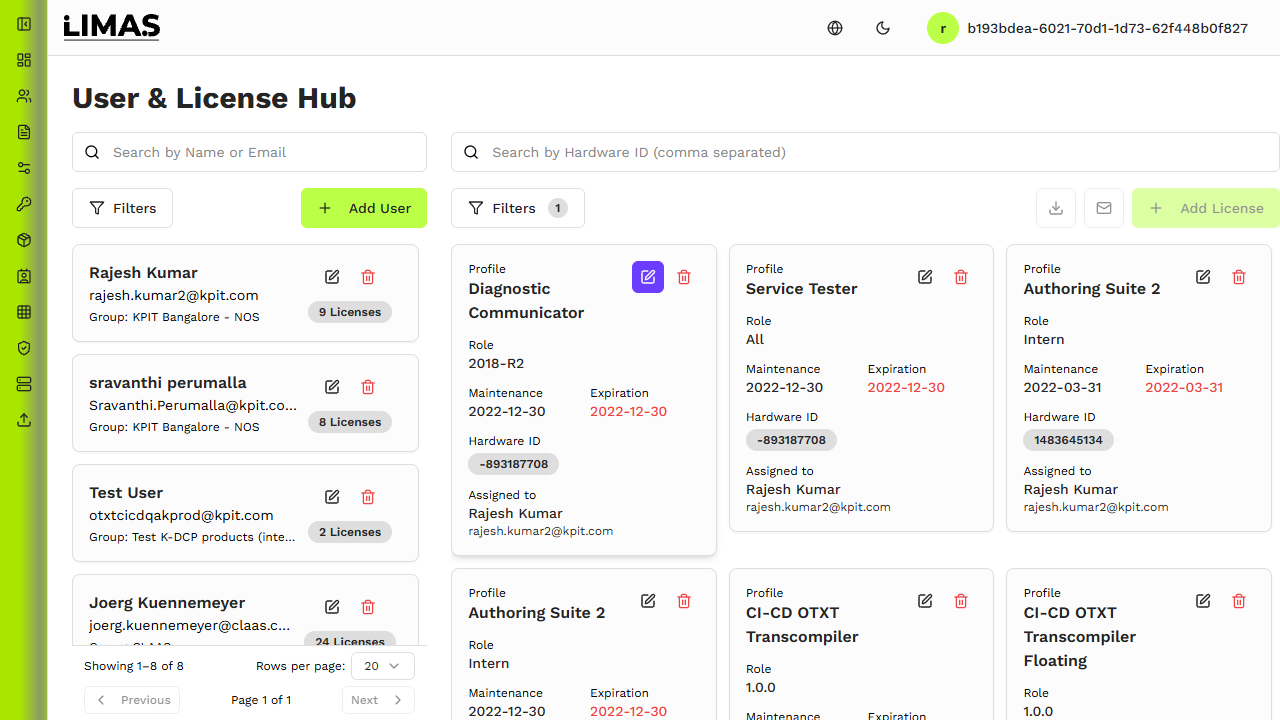 LIMAS
r
b193bdea-6021-70d1-1d73-62f448b0f827
User & License Hub
Search by Name or Email
Search by Hardware ID (comma separated)
Filters
Add User
Filters
1
Add License
Rajesh Kumar
rajesh.kumar2@kpit.com
Group: KPIT Bangalore - NOS
9 Licenses
sravanthi perumalla
Sravanthi.Perumalla@kpit.co...
Group: KPIT Bangalore - NOS
8 Licenses
Test User
otxtcicdqakprod@kpit.com
Group: Test K-DCP products (inte...
2 Licenses
Joerg Kuennemeyer
joerg.kuennemeyer@claas.c...
24 Licenses
Showing 1–8 of 8
Rows per page:
20
Previous
Page 1 of 1
Next
Profile
Diagnostic
Communicator
Role
2018-R2
Maintenance
Expiration
2022-12-30
2022-12-30
Hardware ID
-893187708
Assigned to
Rajesh Kumar
rajesh.kumar2@kpit.com
Profile
Service Tester
Role
All
Maintenance
Expiration
2022-12-30
2022-12-30
Hardware ID
-893187708
Assigned to
Rajesh Kumar
rajesh.kumar2@kpit.com
Profile
Authoring Suite 2
Role
Intern
Maintenance
Expiration
2022-03-31
2022-03-31
Hardware ID
1483645134
Assigned to
Rajesh Kumar
rajesh.kumar2@kpit.com
Profile
Authoring Suite 2
Role
Intern
Maintenance
Expiration
2022-12-30
2022-12-30
Profile
CI-CD OTXT
Transcompiler
Role
1.0.0
Maintenance
Expiration
Profile
CI-CD OTXT
Transcompiler
Floating
Role
1.0.0